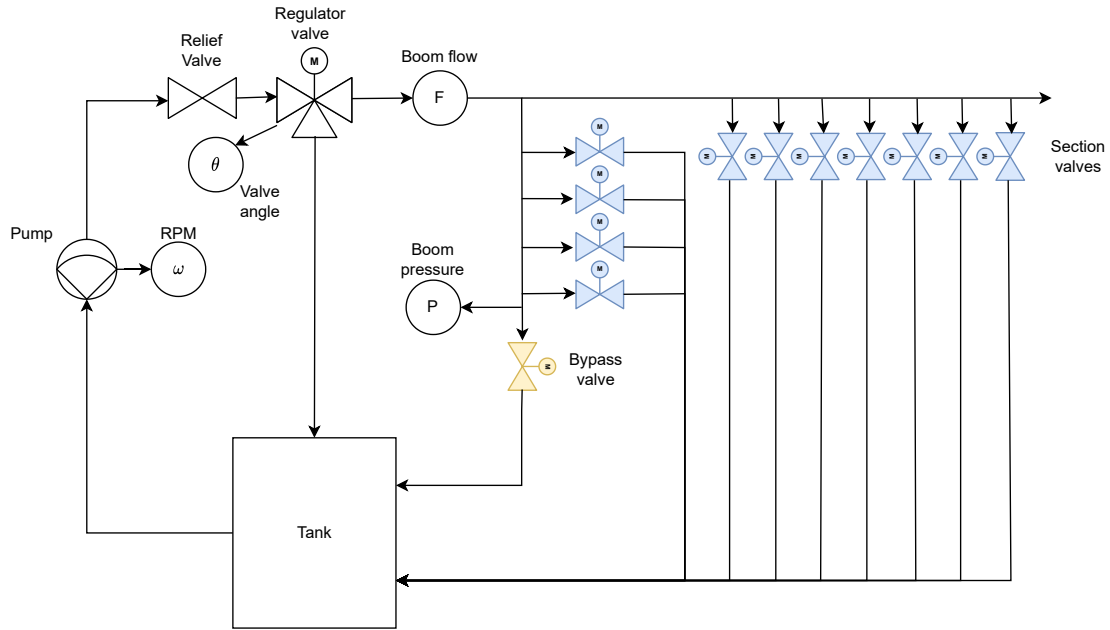 Regulator
valve
Relief
Valve
M
Boom flow
F
θ
Valve
angle
M
M
M
M
M
M
M
M
M
M
M
Section
valves
Pump
RPM
ω
Boom
pressure
P
M
Bypass
valve
Tank